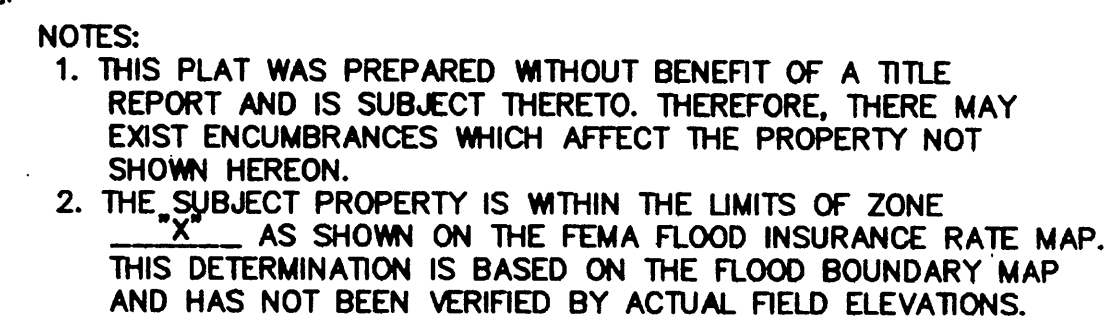 NOTES:
1. THIS PLAT WAS PREPARED WITHOUT BENEFIT OF A TITLE
REPORT AND IS SUBJECT THERETO. THEREFORE, THERE MAY
EXIST ENCUMBRANCES WHICH AFFECT THE PROPERTY NOT
SHOWN HEREON.
2. THE SUBJECT PROPERTY IS WITHIN THE LIMITS OF ZONE
"X" AS SHOWN ON THE FEMA FLOOD INSURANCE RATE MAP.
THIS DETERMINATION IS BASED ON THE FLOOD BOUNDARY MAP
AND HAS NOT BEEN VERIFIED BY ACTUAL FIELD ELEVATIONS.